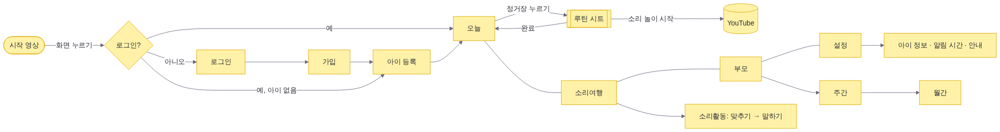 시작 영상
화면 누르기
로그인?
예
아니오
예, 아이 없음
로그인
가입
아이 등록
오늘
정거장 누르기
완료
루틴 시트
소리 놀이 시작
YouTube
소리여행
부모
소리활동: 맞추기 → 말하기
설정
아이 정보 · 알림 시간 · 안내
주간
월간